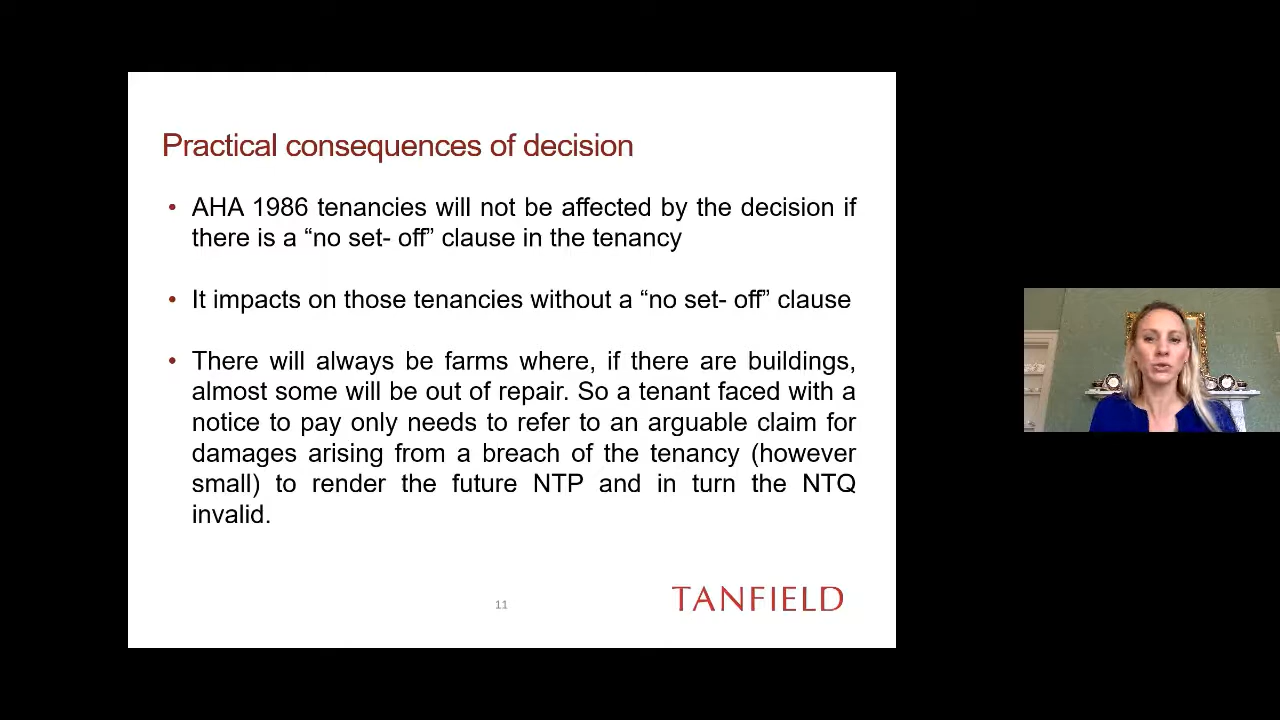 Practical consequences of decision
• AHA 1986 tenancies will not be affected by the decision if
there is a “no set- off” clause in the tenancy
• It impacts on those tenancies without a “no set- off” clause
• There will always be farms where, if there are buildings,
almost some will be out of repair. So a tenant faced with a
notice to pay only needs to refer to an arguable claim for
damages arising from a breach of the tenancy (however
small) to render the future NTP and in turn the NTQ
invalid.
11
TANFIELD